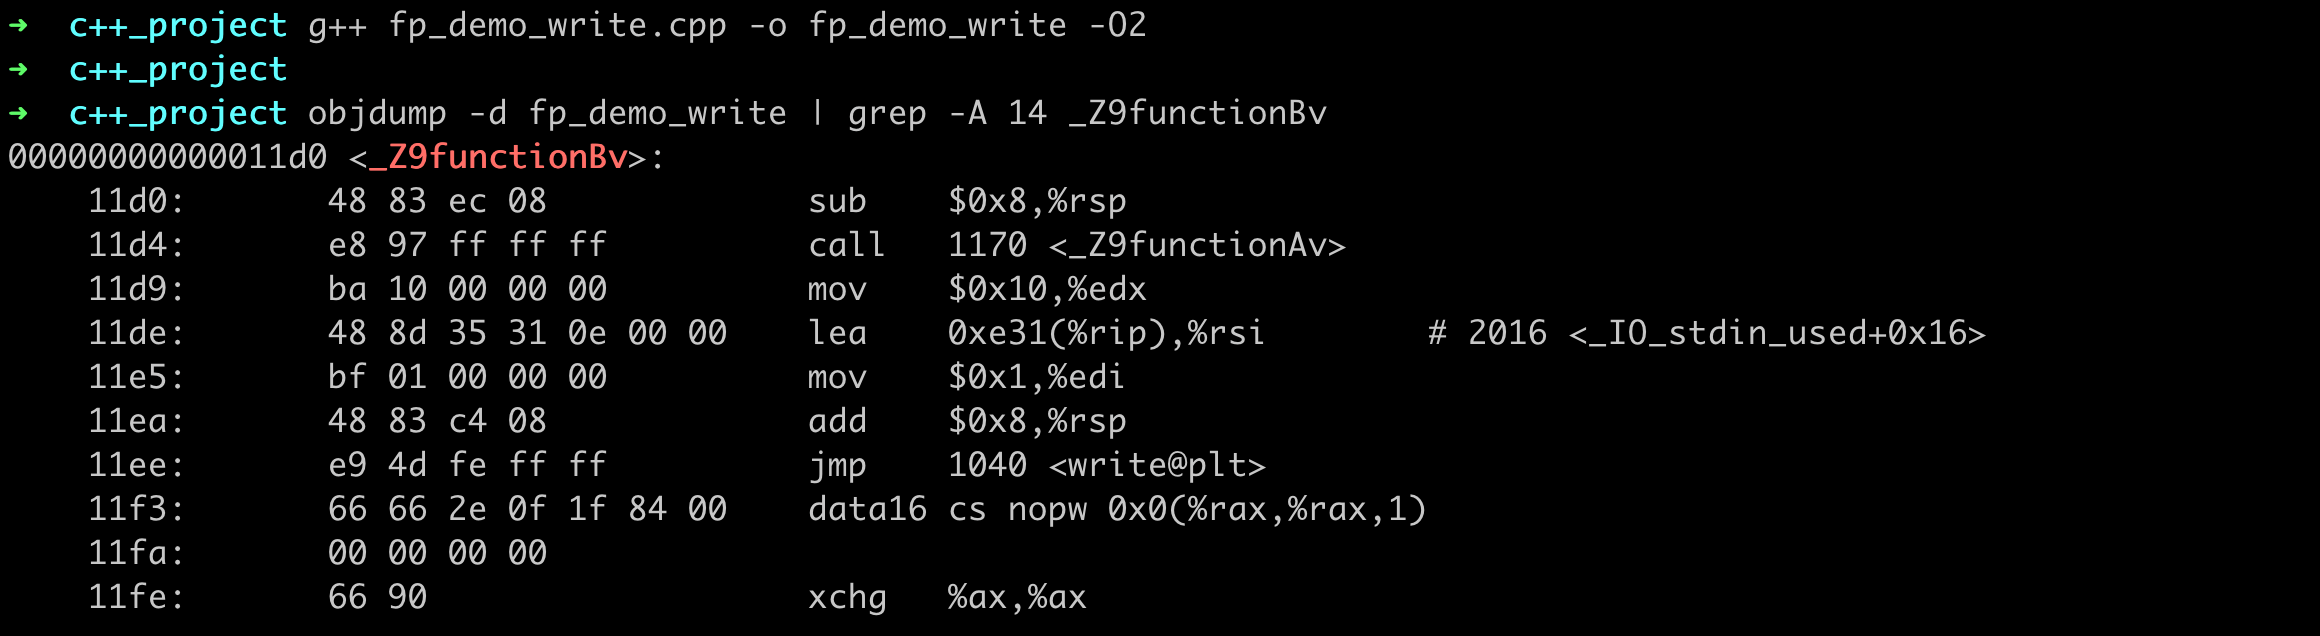 ➜  c++_project g++ fp_demo_write.cpp -o fp_demo_write -O2
➜  c++_project
➜  c++_project objdump -d fp_demo_write | grep -A 14 _Z9functionBv
00000000000011d0 <_Z9functionBv>:
    11d0:       48 83 ec 08             sub    $0x8,%rsp
    11d4:       e8 97 ff ff ff          call   1170 <_Z9functionAv>
    11d9:       ba 10 00 00 00          mov    $0x10,%edx
    11de:       48 8d 35 31 0e 00 00    lea    0xe31(%rip),%rsi        # 2016 <_IO_stdin_used+0x16>
    11e5:       bf 01 00 00 00          mov    $0x1,%edi
    11ea:       48 83 c4 08             add    $0x8,%rsp
    11ee:       e9 4d fe ff ff          jmp    1040 <write@plt>
    11f3:       66 66 2e 0f 1f 84 00    data16 cs nopw 0x0(%rax,%rax,1)
    11fa:       00 00 00 00
    11fe:       66 90                   xchg   %ax,%ax